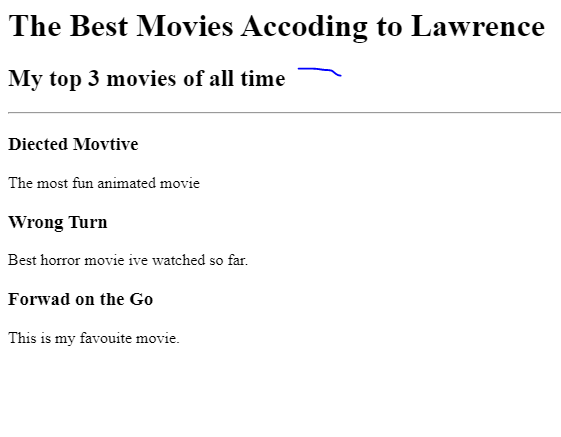 The Best Movies Accoding to Lawrence
My top 3 movies of all time
Diected Movtive
The most fun animated movie
Wrong Turn
Best horror movie ive watched so far.
Forwad on the Go
This is my favouite movie.